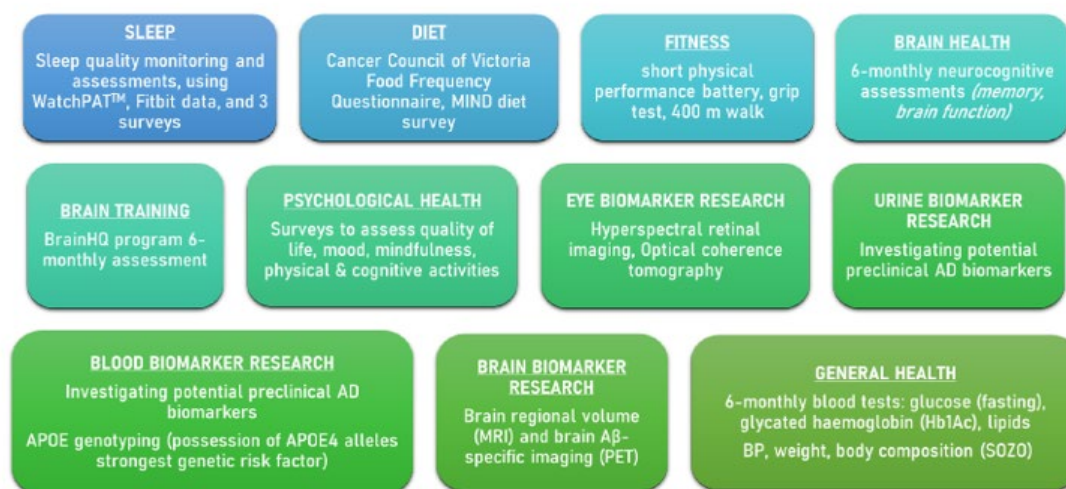 SLEEP
Sleep quality monitoring and
assessments, using
WatchPAT™, Fitbit data, and 3
surveys
DIET
Cancer Council of Victoria
Food Frequency
Questionnaire, MIND diet
survey
FITNESS
short physical
performance battery, grip
test, 400 m walk
BRAIN HEALTH
6-monthly neurocognitive
assessments (memory,
brain function)
BRAIN TRAINING
BrainHQ program 6-
monthly assessment
PSYCHOLOGICAL HEALTH
Surveys to assess quality of
life, mood, mindfulness,
physical & cognitive activities
EYE BIOMARKER RESEARCH
Hyperspectral retinal
imaging, Optical coherence
tomography
URINE BIOMARKER
RESEARCH
Investigating potential
preclinical AD biomarkers
BLOOD BIOMARKER RESEARCH
Investigating potential preclinical AD
biomarkers
APOE genotyping (possession of APOE4 alleles
strongest genetic risk factor)
BRAIN BIOMARKER
RESEARCH
Brain regional volume
(MRI) and brain Aβ-
specific imaging (PET)
GENERAL HEALTH
6-monthly blood tests: glucose (fasting),
glycated haemoglobin (Hb1Ac), lipids
BP, weight, body composition (SOZO)